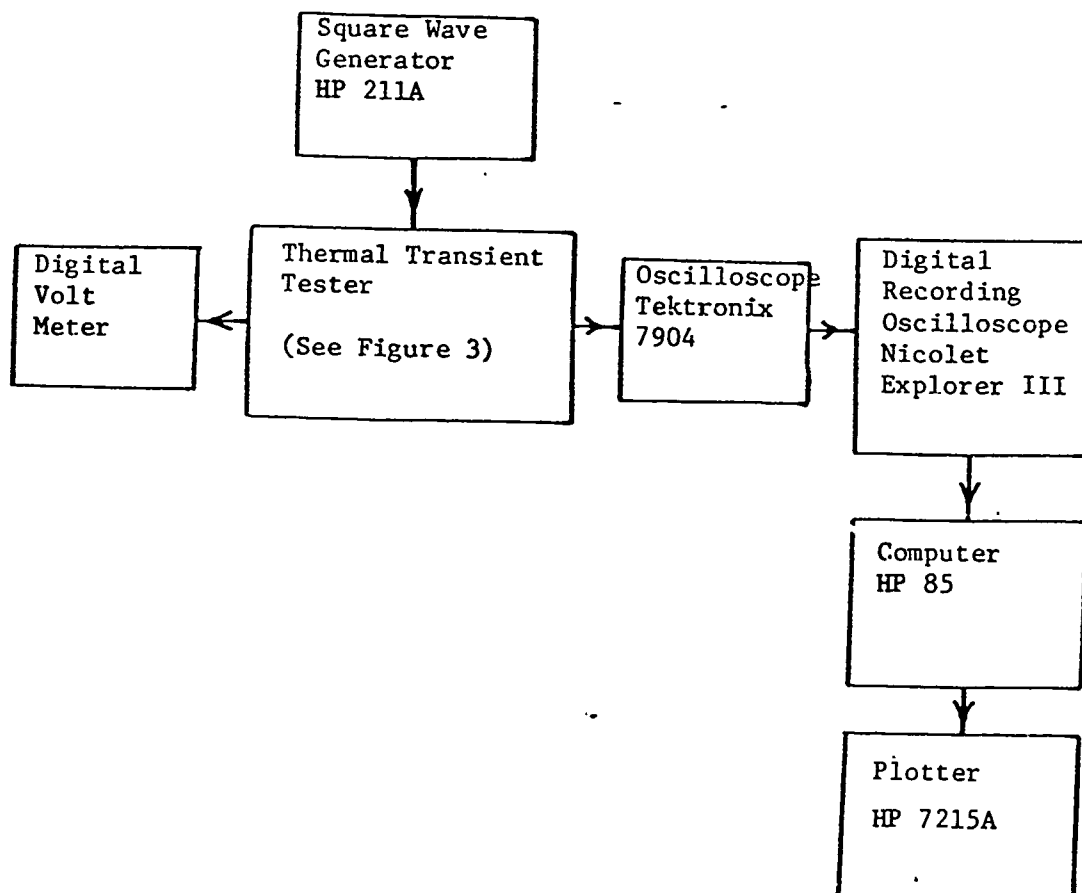 Square Wave
Generator
HP 211A
Digital
Volt
Meter
Thermal Transient
Tester
(See Figure 3)
Oscilloscope
Tektronix
7904
Digital
Recording
Oscilloscope
Nicolet
Explorer III
Computer
HP 85
Plotter
HP 7215A